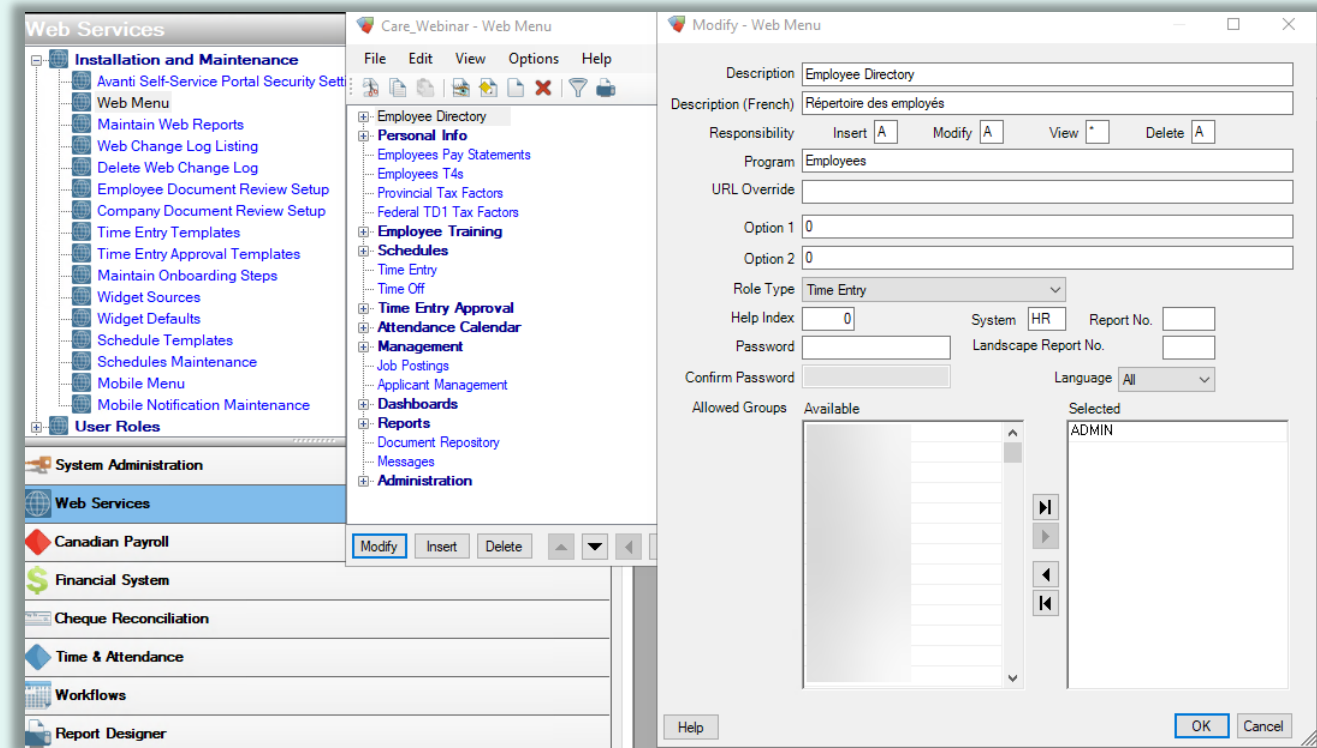 Web Services
Installation and Maintenance
Avanti Self-Service Portal Security Setti
Web Menu
Maintain Web Reports
Web Change Log Listing
Delete Web Change Log
Employee Document Review Setup
Company Document Review Setup
Time Entry Templates
Time Entry Approval Templates
Maintain Onboarding Steps
Widget Sources
Widget Defaults
Schedule Templates
Schedules Maintenance
Mobile Menu
Mobile Notification Maintenance
User Roles
System Administration
Web Services
Canadian Payroll
Financial System
Cheque Reconciliation
Time & Attendance
Workflows
Report Designer
Care_Webinar - Web Menu
File Edit View Options Help
Employee Directory
Personal Info
Employees Pay Statements
Employees T4s
Provincial Tax Factors
Federal TD1 Tax Factors
Employee Training
Schedules
Time Entry
Time Off
Time Entry Approval
Attendance Calendar
Management
Job Postings
Applicant Management
Dashboards
Reports
Document Repository
Messages
Administration
Modify Insert Delete
Modify - Web Menu
Description Employee Directory
Description (French) Répertoire des employés
Responsibility Insert A Modify A View * Delete A
Program Employees
URL Override
Option 1 0
Option 2 0
Role Type Time Entry
Help Index 0 System HR Report No.
Password Landscape Report No.
Confirm Password Language All
Allowed Groups Available Selected
ADMIN
Help OK Cancel